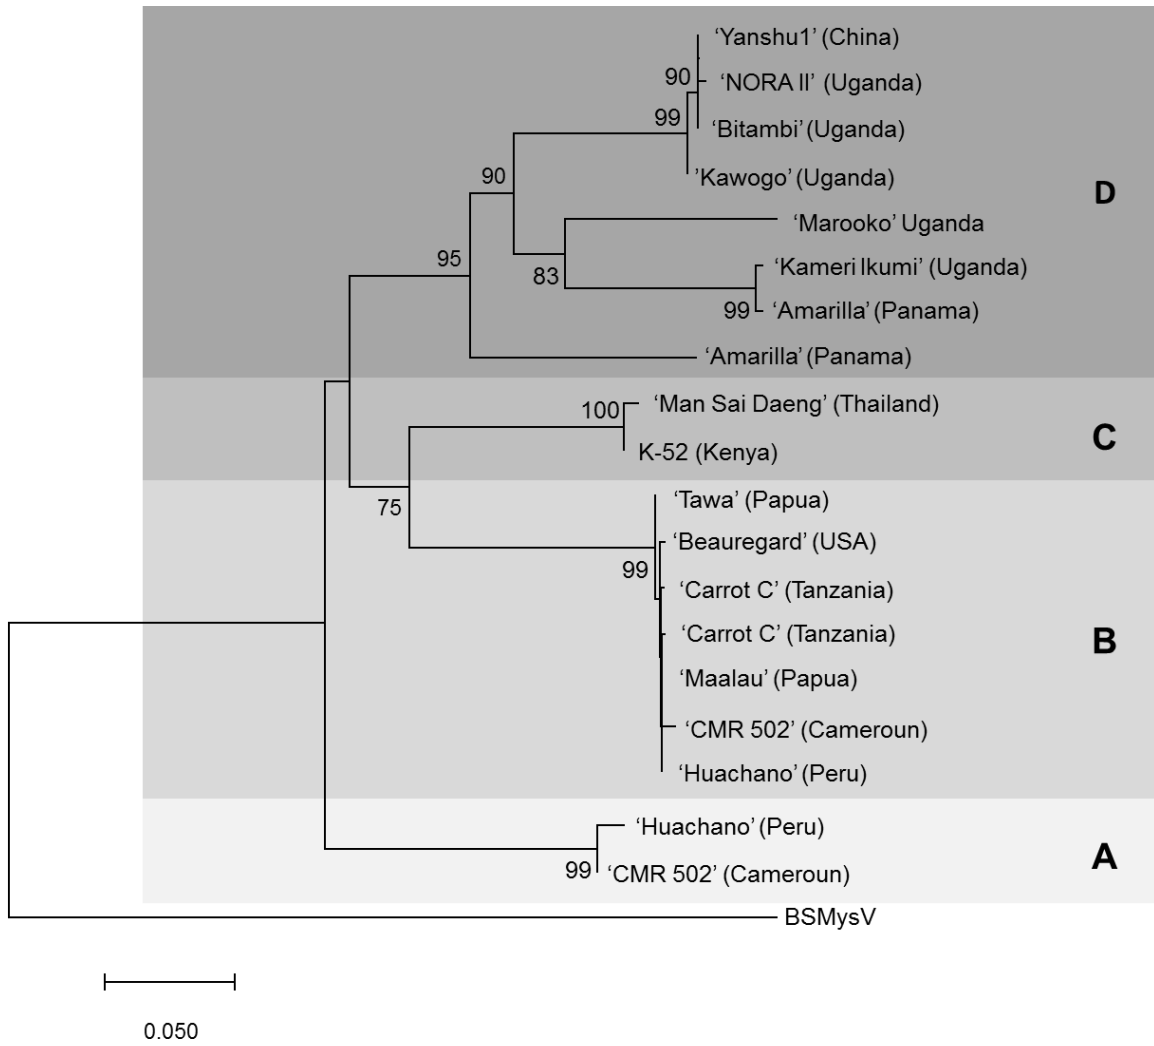 ‘Yanshu1’ (China)
90
‘NORA II’ (Uganda)
99
‘Bitambi’ (Uganda)
90
’Kawogo’ (Uganda)
D
‘Marooko’ Uganda
95
‘Kameri Ikumi’ (Uganda)
83
99
‘Amarilla’ (Panama)
‘Amarilla’ (Panama)
100
‘Man Sai Daeng’ (Thailand)
C
K-52 (Kenya)
75
‘Tawa’ (Papua)
‘Beauregard’ (USA)
99
‘Carrot C’ (Tanzania)
‘Carrot C’ (Tanzania)
B
‘Maalau’ (Papua)
‘CMR 502’ (Cameroun)
‘Huachano’ (Peru)
‘Huachano’ (Peru)
A
99
‘CMR 502’ (Cameroun)
BSMysV
0.050